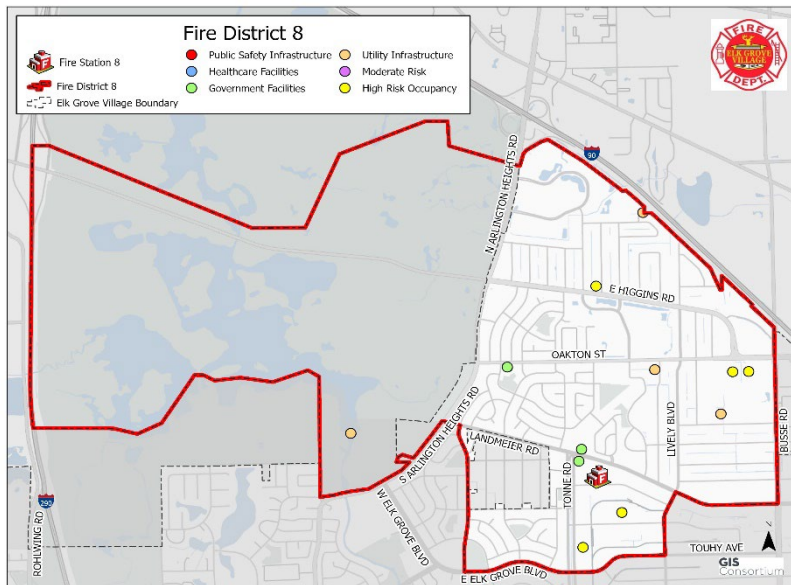 Fire District 8
Fire Station 8
Fire District 8
Elk Grove Village Boundary
Public Safety Infrastructure
Healthcare Facilities
Government Facilities
Utility Infrastructure
Moderate Risk
High Risk Occupancy
FIRE
ELK GROVE
VILLAGE
DEPT.
N ARLINGTON HEIGHTS RD
90
E HIGGINS RD
OAKTON ST
S ARLINGTON HEIGHTS RD
LANDMEIER RD
LIVELY BLVD
BUSSE RD
TONNE RD
F
290
ROHLWING RD
W ELK GROVE BLVD
E ELK GROVE BLVD
TOUHY AVE
GIS
Consortium